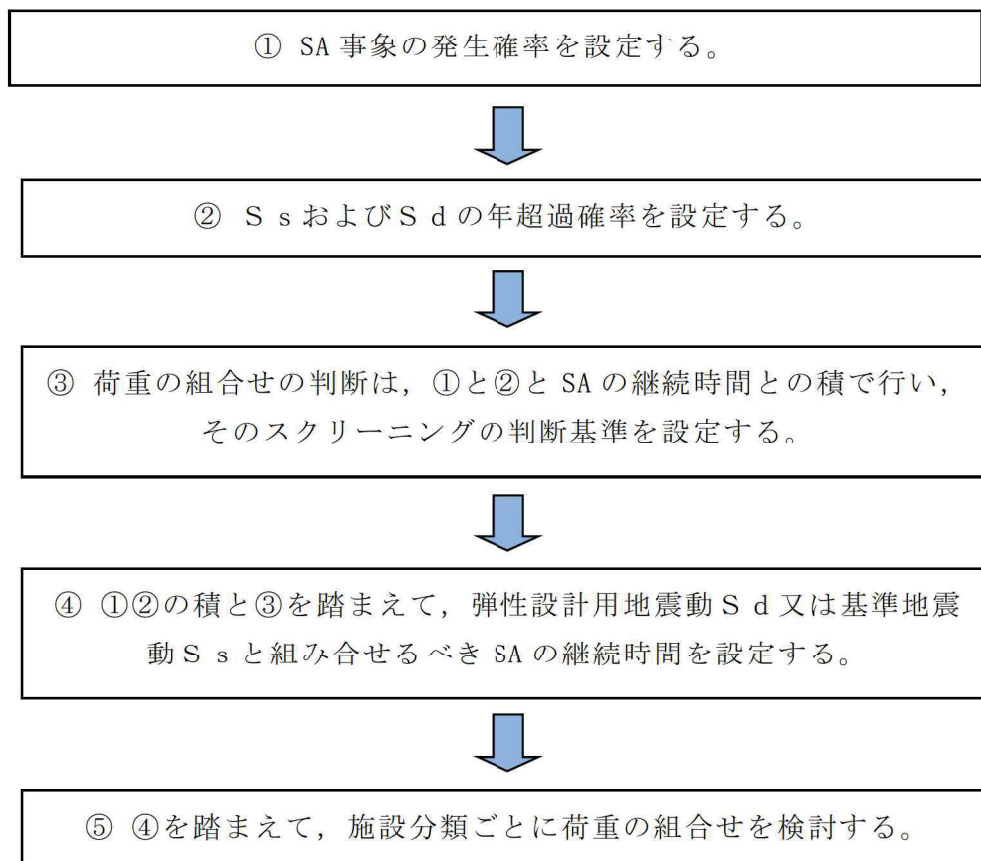 ① SA 事象の発生確率を設定する。
② ＳｓおよびＳｄの年超過確率を設定する。
③ 荷重の組合せの判断は，①と②と SA の継続時間との積で行い，
そのスクリーニングの判断基準を設定する。
④ ①②の積と③を踏まえて，弾性設計用地震動Ｓｄ又は基準地震
動Ｓｓと組み合せるべき SA の継続時間を設定する。
⑤ ④を踏まえて，施設分類ごとに荷重の組合せを検討する。